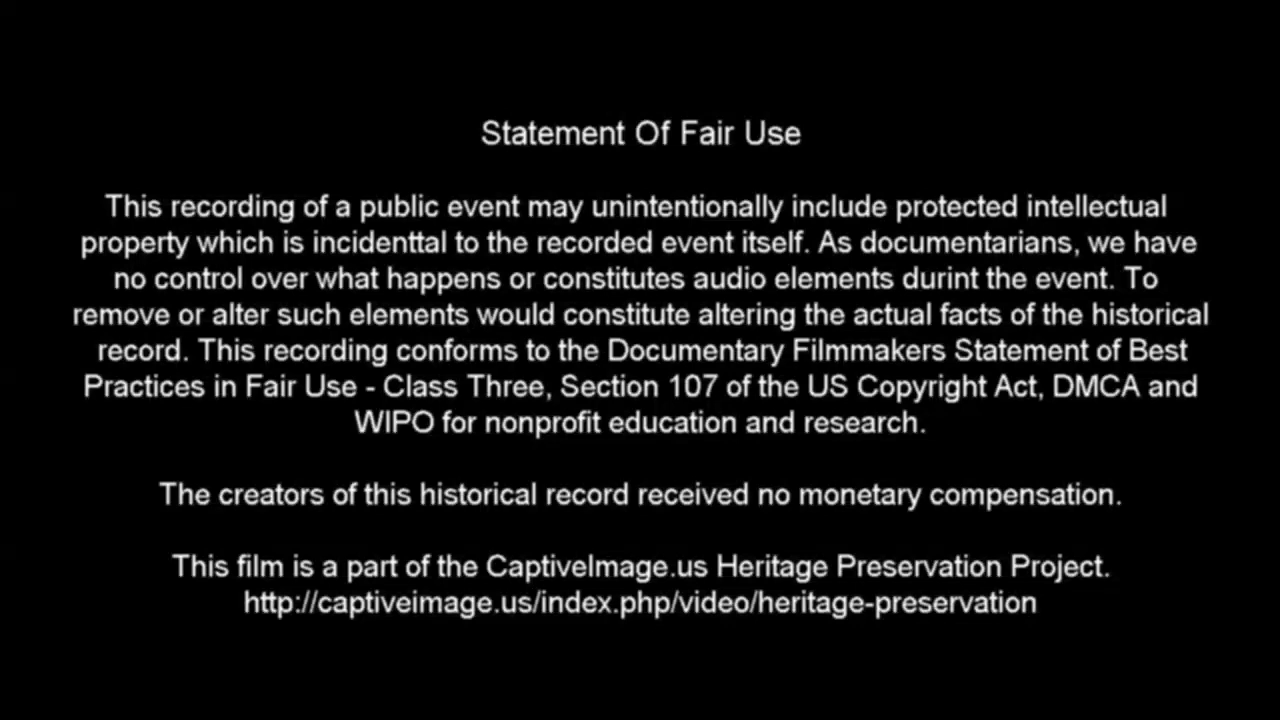 Statement Of Fair Use
This recording of a public event may unintentionally include protected intellectual
property which is incidenttal to the recorded event itself. As documentarians, we have
no control over what happens or constitutes audio elements durint the event. To
remove or alter such elements would constitute altering the actual facts of the historical
record. This recording conforms to the Documentary Filmmakers Statement of Best
Practices in Fair Use - Class Three, Section 107 of the US Copyright Act, DMCA and
WIPO for nonprofit education and research.
The creators of this historical record received no monetary compensation.
This film is a part of the CaptiveImage.us Heritage Preservation Project.
http://captiveimage.us/index.php/video/heritage-preservation